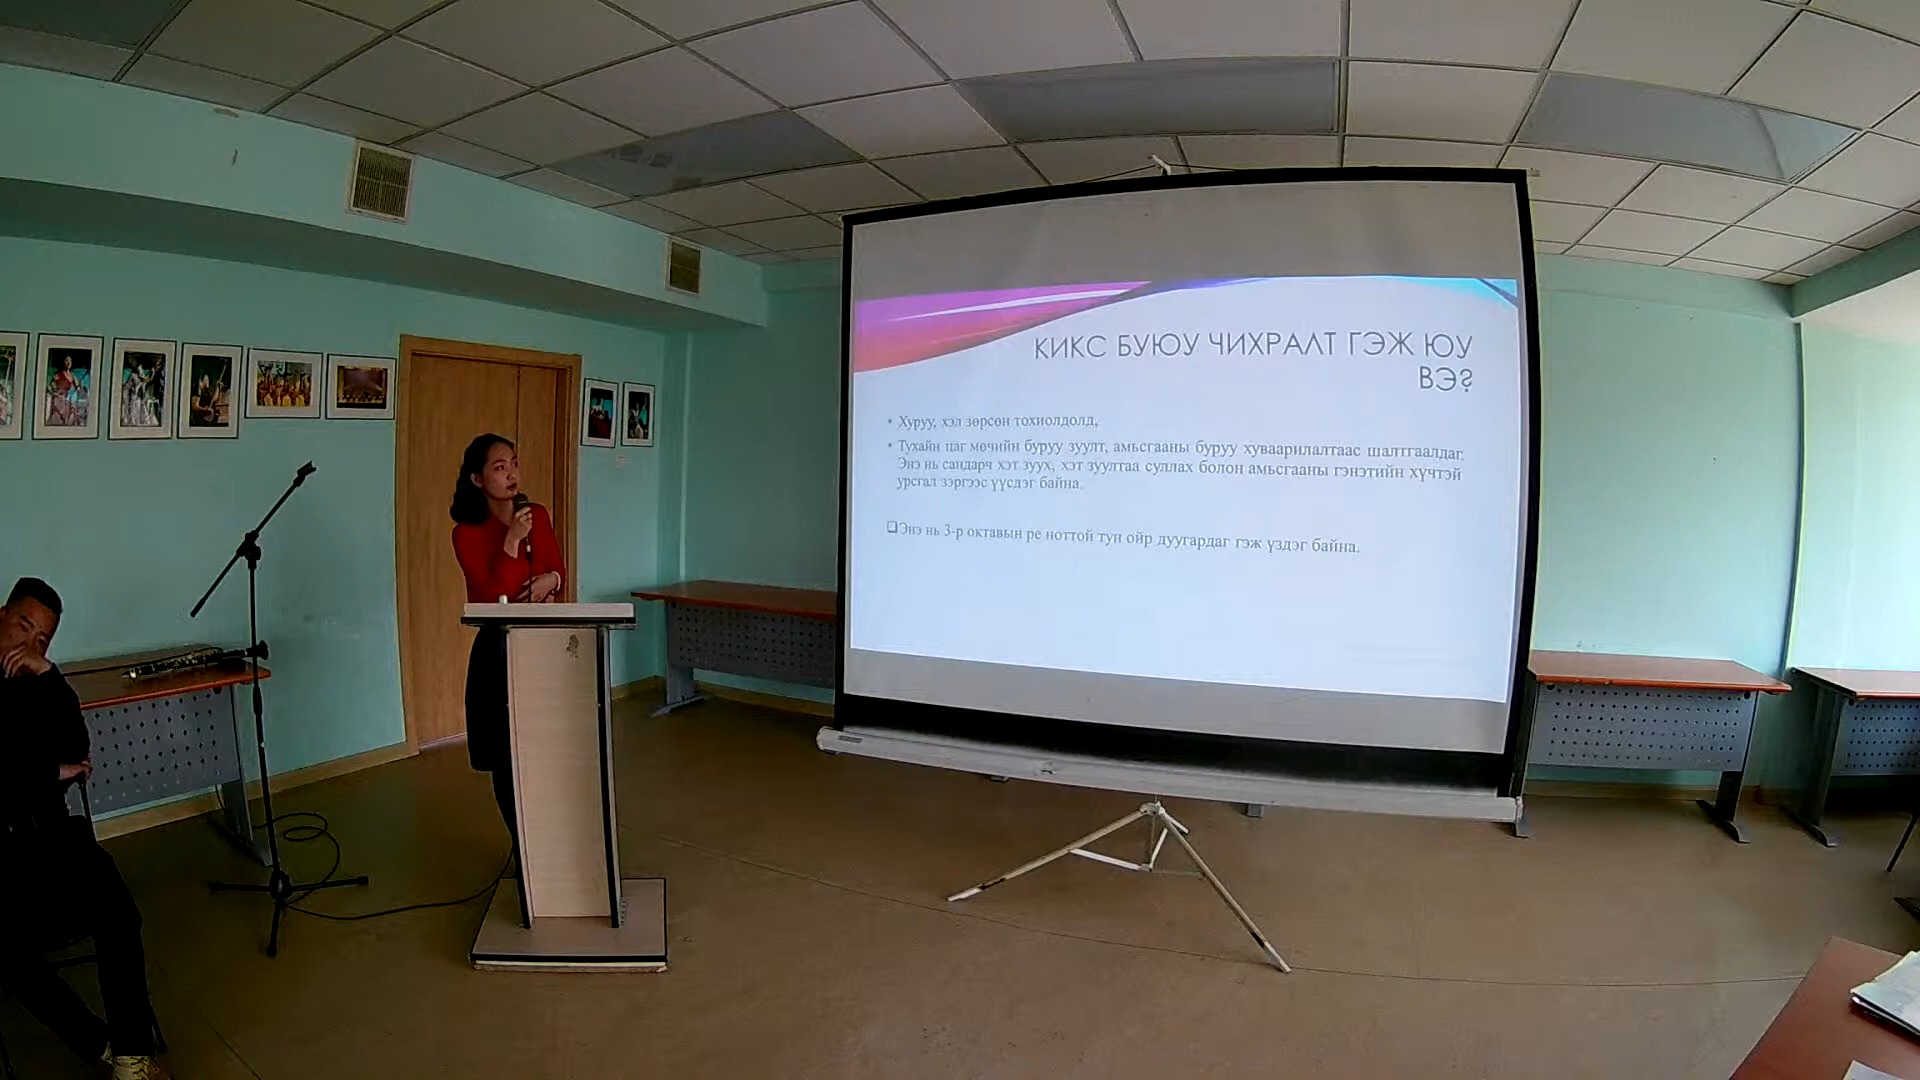 КИКС БУЮУ ЧИХРАЛТ ГЭЖ ЮУ
ВЭ?
• Хуруу, хэл зөрсөн тохиолдолд,
• Тухайн цаг мөчийн буруу зуулт, амьсгааны буруу хуваарилалтаас шалтгаалдаг.
Энэ нь сандарч хэт зуух, хэт зуултаа суллах болон амьсгааны гэнэтийн хүчтэй
урсгал зэргээс үүсдэг байна.
❑Энэ нь 3-р октавын ре ноттой тун ойр дуугардаг гэж үздэг байна.